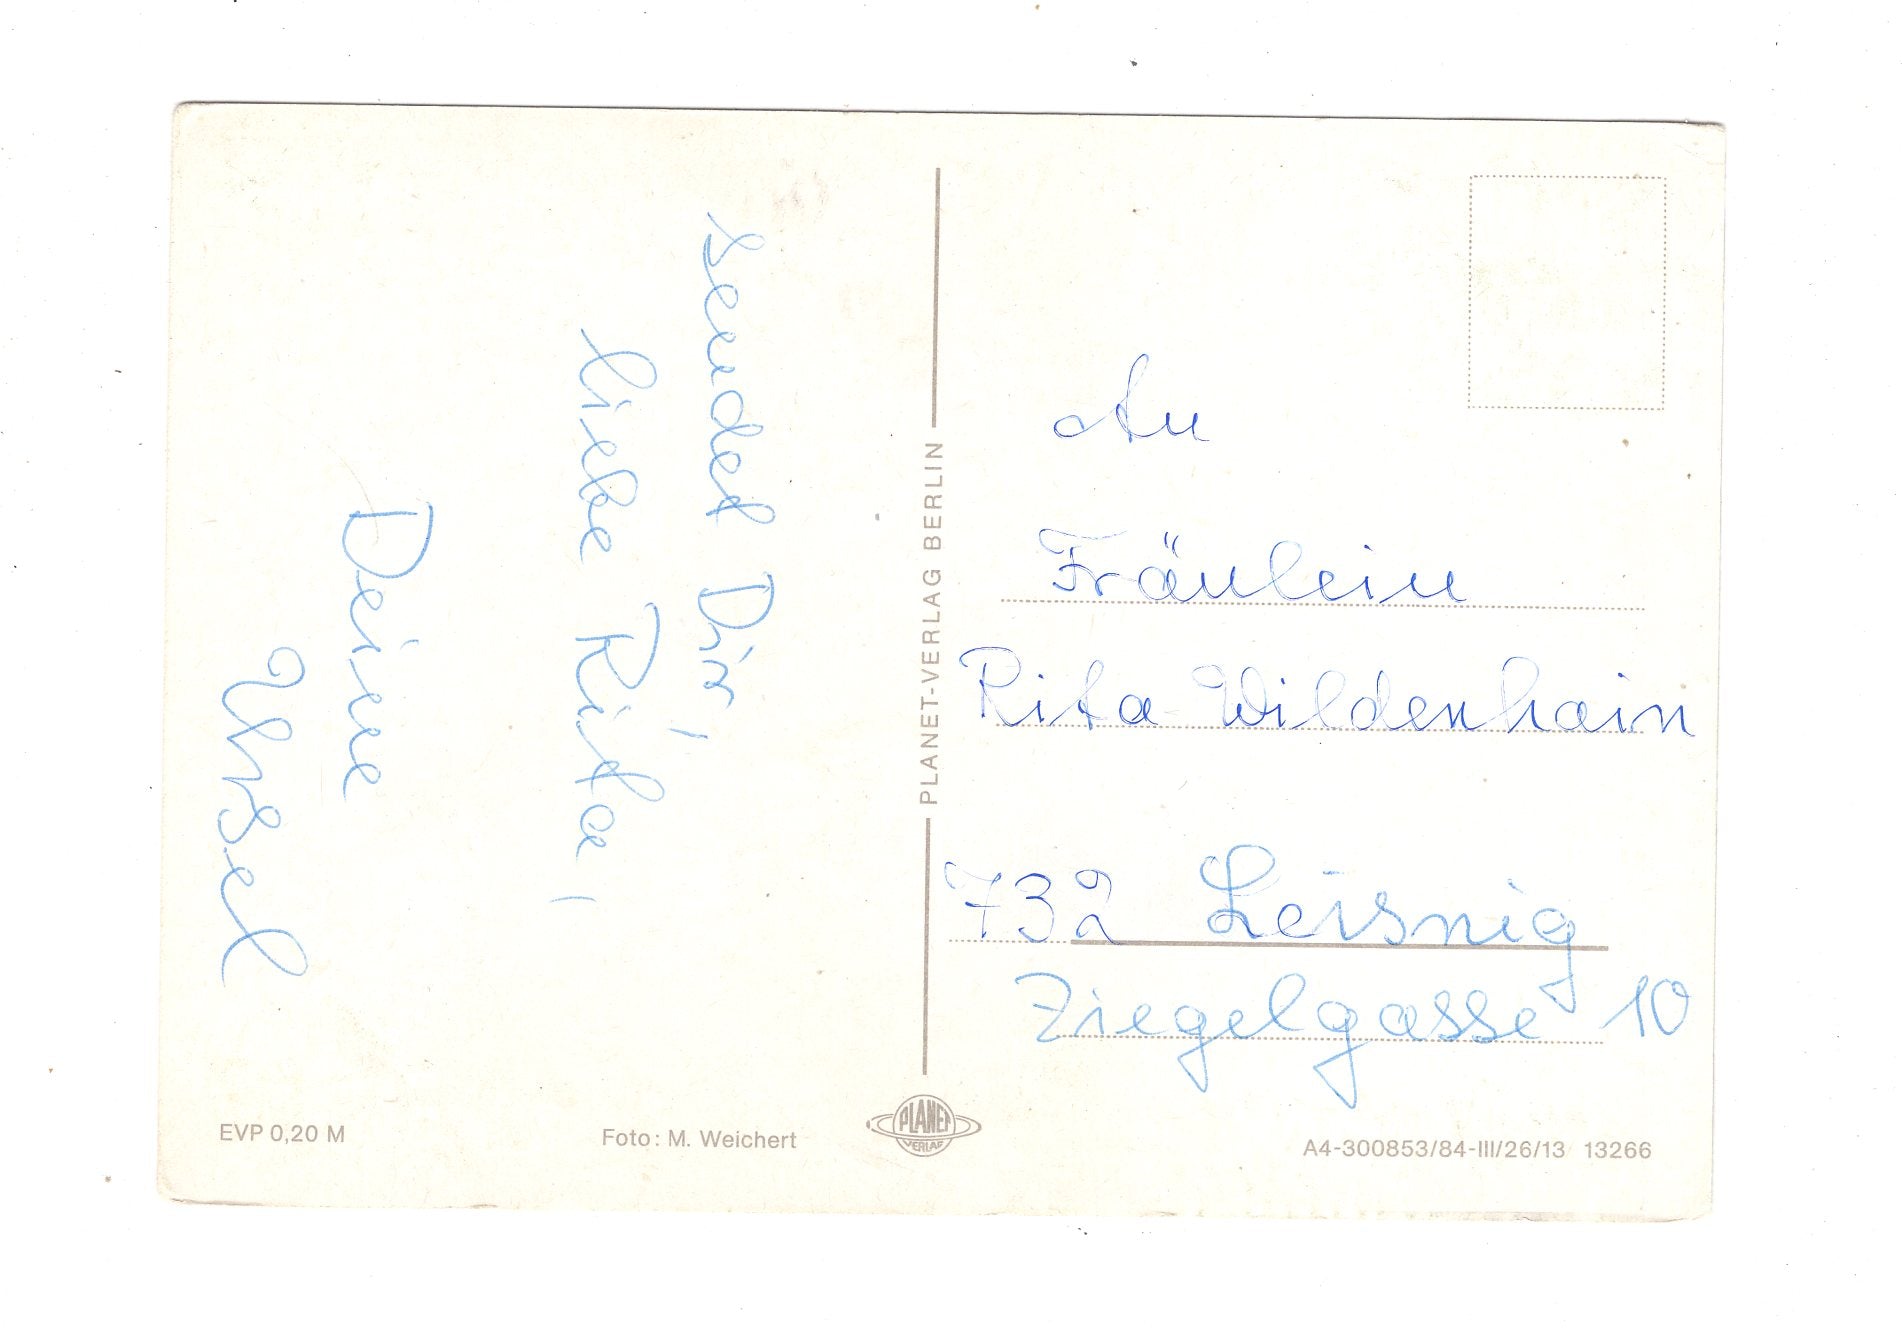 sendet Dir,
liebe Rita,
Deine
Ursel
PLANET-VERLAG BERLIN
An
Fräulein
Rita Wildenhain
732 Leisnig
Ziegelgasse 10
EVP 0,20 M
Foto: M. Weichert
PLANET
VERLAG
A4-300853/84-III/26/13 13266